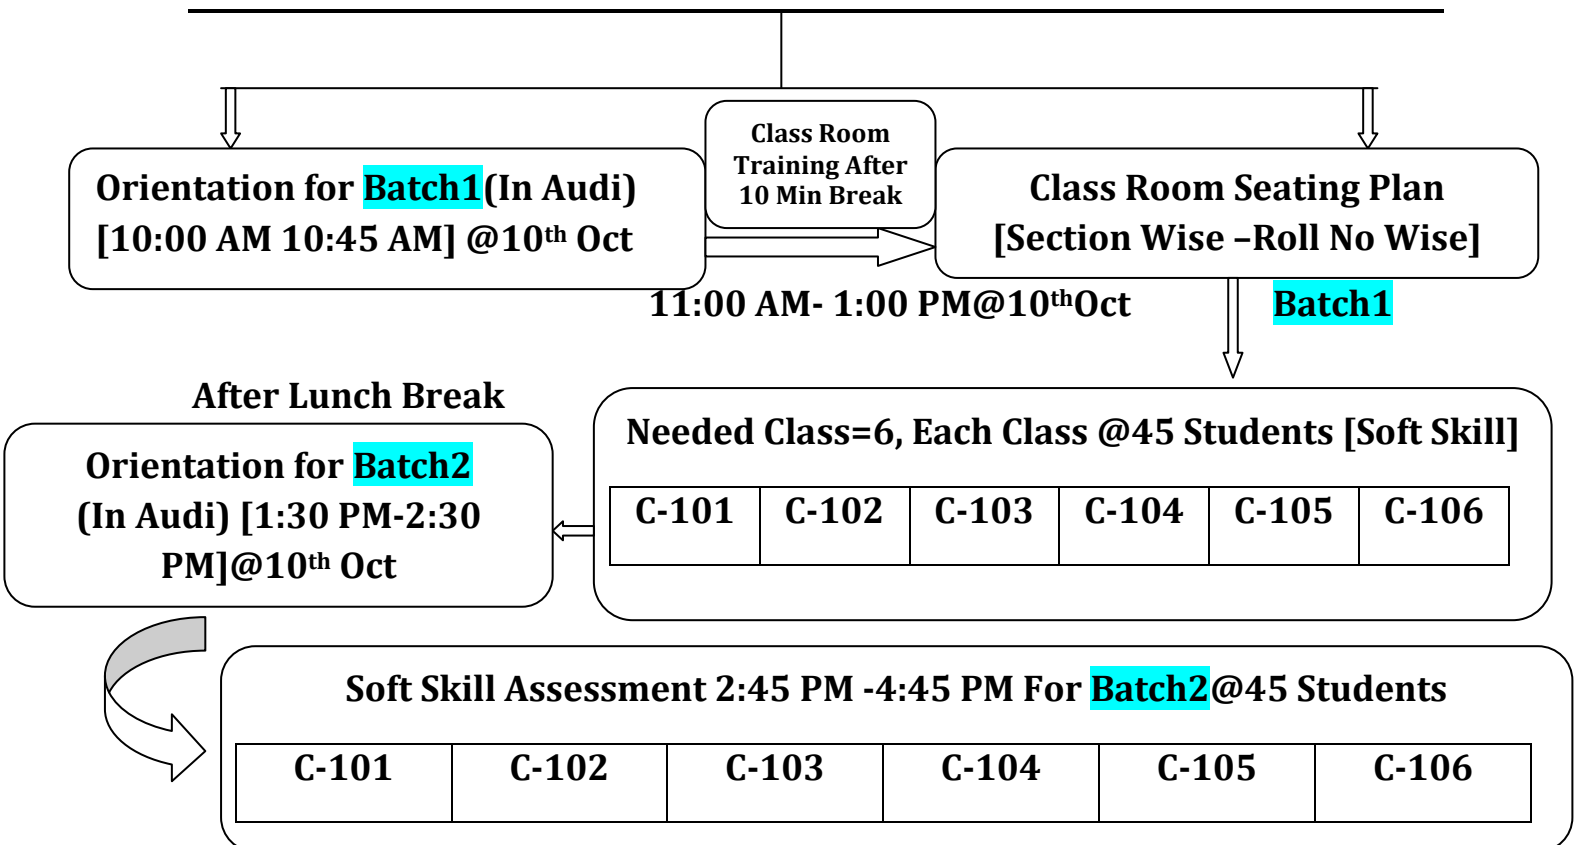 Class Room
Training After
10 Min Break
Orientation for Batch1(In Audi)
[10:00 AM 10:45 AM] @10th Oct
Class Room Seating Plan
[Section Wise –Roll No Wise]
11:00 AM- 1:00 PM@10thOct
Batch1
After Lunch Break
Needed Class=6, Each Class @45 Students [Soft Skill]
C-101 C-102 C-103 C-104 C-105 C-106
Orientation for Batch2
(In Audi) [1:30 PM-2:30
PM]@10th Oct
Soft Skill Assessment 2:45 PM -4:45 PM For Batch2@45 Students
C-101 C-102 C-103 C-104 C-105 C-106